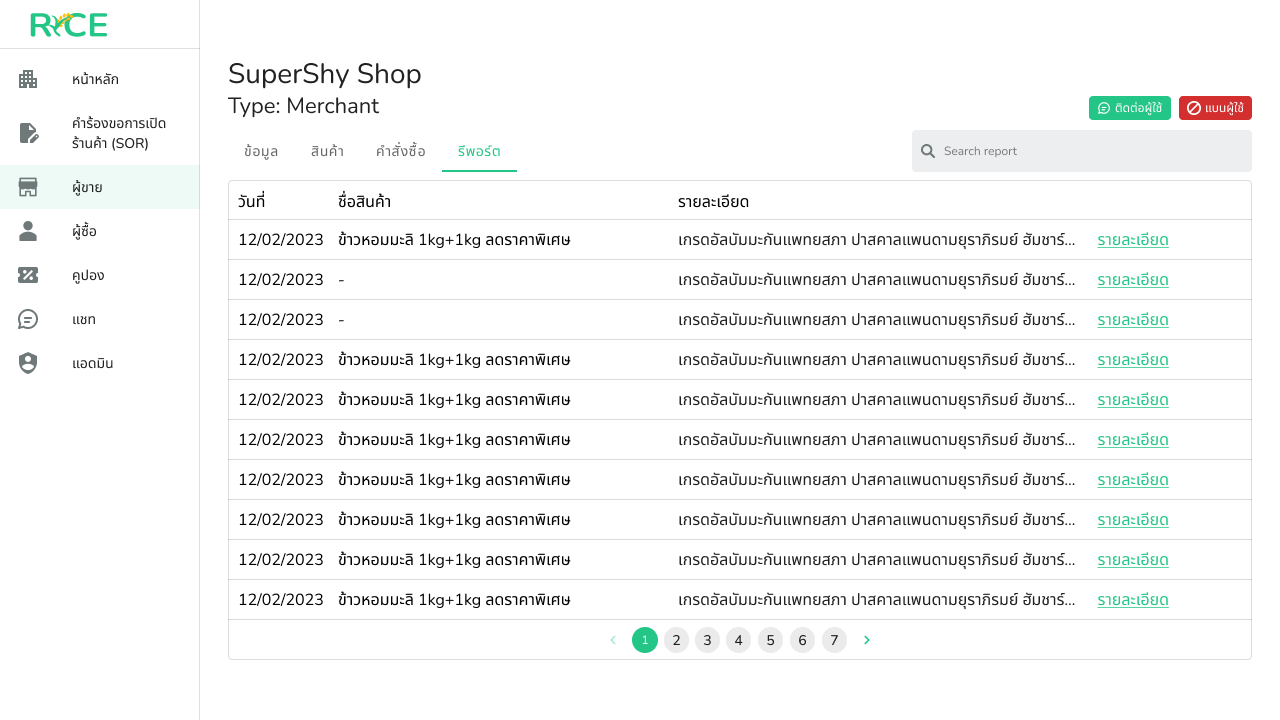 RICE
หน้าหลัก
คำร้องขอการเปิด
ร้านค้า (SOR)
ผู้ขาย
ผู้ซื้อ
คูปอง
แชท
แอดมิน
SuperShy Shop
Type: Merchant
ติดต่อผู้ใช้ แบนผู้ใช้
ข้อมูล สินค้า คำสั่งซื้อ รีพอร์ต
Search report
วันที่ ชื่อสินค้า รายละเอียด
12/02/2023 ข้าวหอมมะลิ 1kg+1kg ลดราคาพิเศษ เกรดอัลบัมมะกันแพทยสภา ปาสคาลแพนดามยุราภิรมย์ ฮัมชาร์... รายละเอียด
12/02/2023 - เกรดอัลบัมมะกันแพทยสภา ปาสคาลแพนดามยุราภิรมย์ ฮัมชาร์... รายละเอียด
12/02/2023 - เกรดอัลบัมมะกันแพทยสภา ปาสคาลแพนดามยุราภิรมย์ ฮัมชาร์... รายละเอียด
12/02/2023 ข้าวหอมมะลิ 1kg+1kg ลดราคาพิเศษ เกรดอัลบัมมะกันแพทยสภา ปาสคาลแพนดามยุราภิรมย์ ฮัมชาร์... รายละเอียด
12/02/2023 ข้าวหอมมะลิ 1kg+1kg ลดราคาพิเศษ เกรดอัลบัมมะกันแพทยสภา ปาสคาลแพนดามยุราภิรมย์ ฮัมชาร์... รายละเอียด
12/02/2023 ข้าวหอมมะลิ 1kg+1kg ลดราคาพิเศษ เกรดอัลบัมมะกันแพทยสภา ปาสคาลแพนดามยุราภิรมย์ ฮัมชาร์... รายละเอียด
12/02/2023 ข้าวหอมมะลิ 1kg+1kg ลดราคาพิเศษ เกรดอัลบัมมะกันแพทยสภา ปาสคาลแพนดามยุราภิรมย์ ฮัมชาร์... รายละเอียด
12/02/2023 ข้าวหอมมะลิ 1kg+1kg ลดราคาพิเศษ เกรดอัลบัมมะกันแพทยสภา ปาสคาลแพนดามยุราภิรมย์ ฮัมชาร์... รายละเอียด
12/02/2023 ข้าวหอมมะลิ 1kg+1kg ลดราคาพิเศษ เกรดอัลบัมมะกันแพทยสภา ปาสคาลแพนดามยุราภิรมย์ ฮัมชาร์... รายละเอียด
12/02/2023 ข้าวหอมมะลิ 1kg+1kg ลดราคาพิเศษ เกรดอัลบัมมะกันแพทยสภา ปาสคาลแพนดามยุราภิรมย์ ฮัมชาร์... รายละเอียด
1 2 3 4 5 6 7